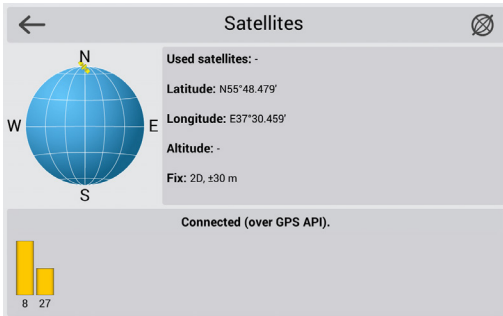 Satellites
N
W
E
S
Used satellites: -
Latitude: N55°48.479'
Longitude: E37°30.459'
Altitude: -
Fix: 2D, ±30 m
Connected (over GPS API).
8 27